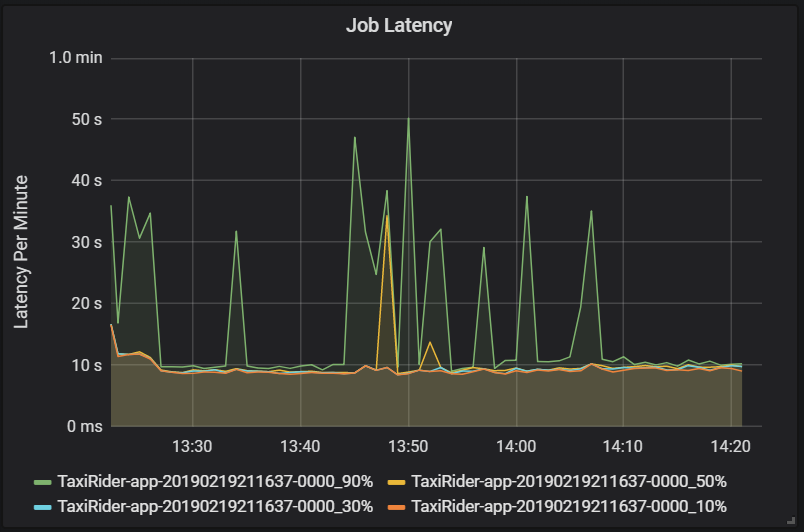 Job Latency
1.0 min
50 s
40 s
30 s
20 s
10 s
0 ms
Latency Per Minute
13:30 13:40 13:50 14:00 14:10 14:20
TaxiRider-app-20190219211637-0000_90% TaxiRider-app-20190219211637-0000_50%
TaxiRider-app-20190219211637-0000_30% TaxiRider-app-20190219211637-0000_10%